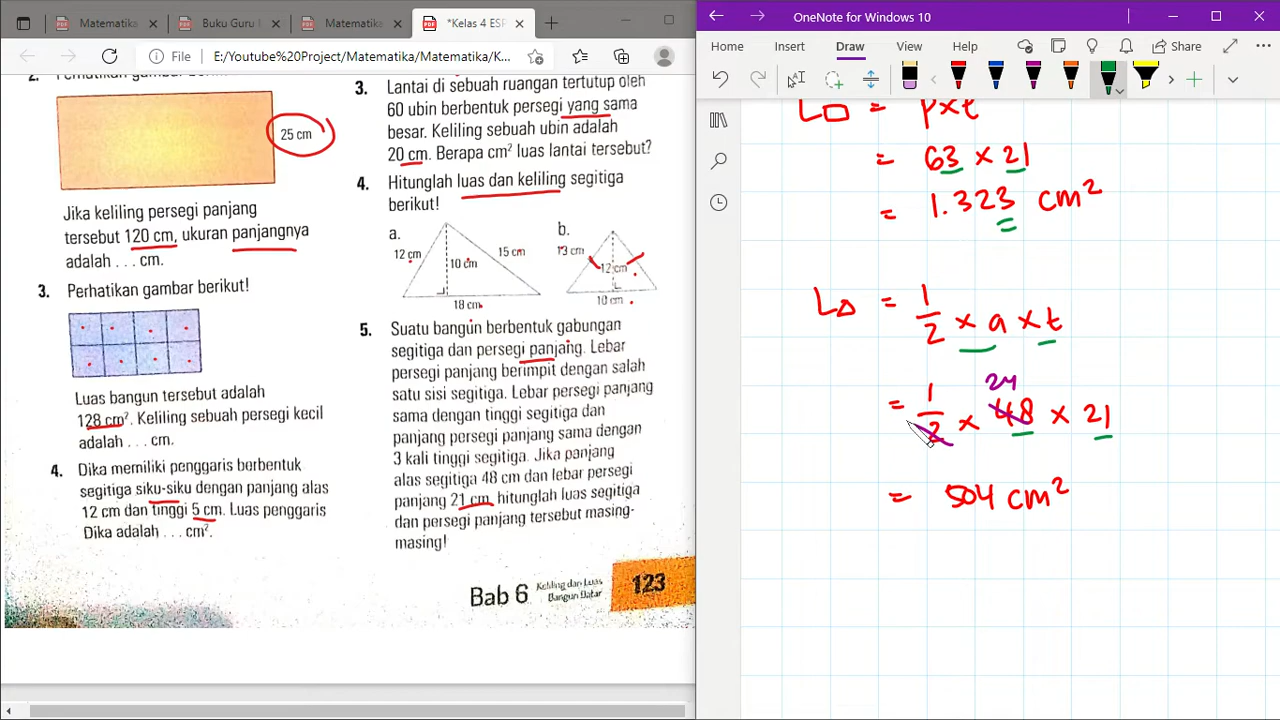 Matematika
Buku Guru
Matematika
*Kelas 4 ESF
OneNote for Windows 10
File
E:/Youtube%20Project/Matematika/Matematika/K...
Home Insert Draw View Help Share
2.
25 cm
Jika keliling persegi panjang
tersebut 120 cm, ukuran panjangnya
adalah . . . cm.
3. Perhatikan gambar berikut!
Luas bangun tersebut adalah
128 cm². Keliling sebuah persegi kecil
adalah . . . cm.
4. Dika memiliki penggaris berbentuk
segitiga siku-siku dengan panjang alas
12 cm dan tinggi 5 cm. Luas penggaris
Dika adalah . . . cm².
3. Lantai di sebuah ruangan tertutup oleh
60 ubin berbentuk persegi yang sama
besar. Keliling sebuah ubin adalah
20 cm. Berapa cm² luas lantai tersebut?
4. Hitunglah luas dan keliling segitiga
berikut!
a.
12 cm
15 cm
10 cm
18 cm
b.
13 cm
12 cm
10 cm
5. Suatu bangun berbentuk gabungan
segitiga dan persegi panjang. Lebar
persegi panjang berimpit dengan salah
satu sisi segitiga. Lebar persegi panjang
sama dengan tinggi segitiga dan
panjang persegi panjang sama dengan
3 kali tinggi segitiga. Jika panjang
alas segitiga 48 cm dan lebar persegi
panjang 21 cm, hitunglah luas segitiga
dan persegi panjang tersebut masing-
masing!
Bab 6
Keliling dan Luas
Bangun Datar
123
L▭ = p×t
= 63 × 21
= 1.323 cm²
L△ = 1/2 × a × t
24
= 1/2 × 48 × 21
= 504 cm²